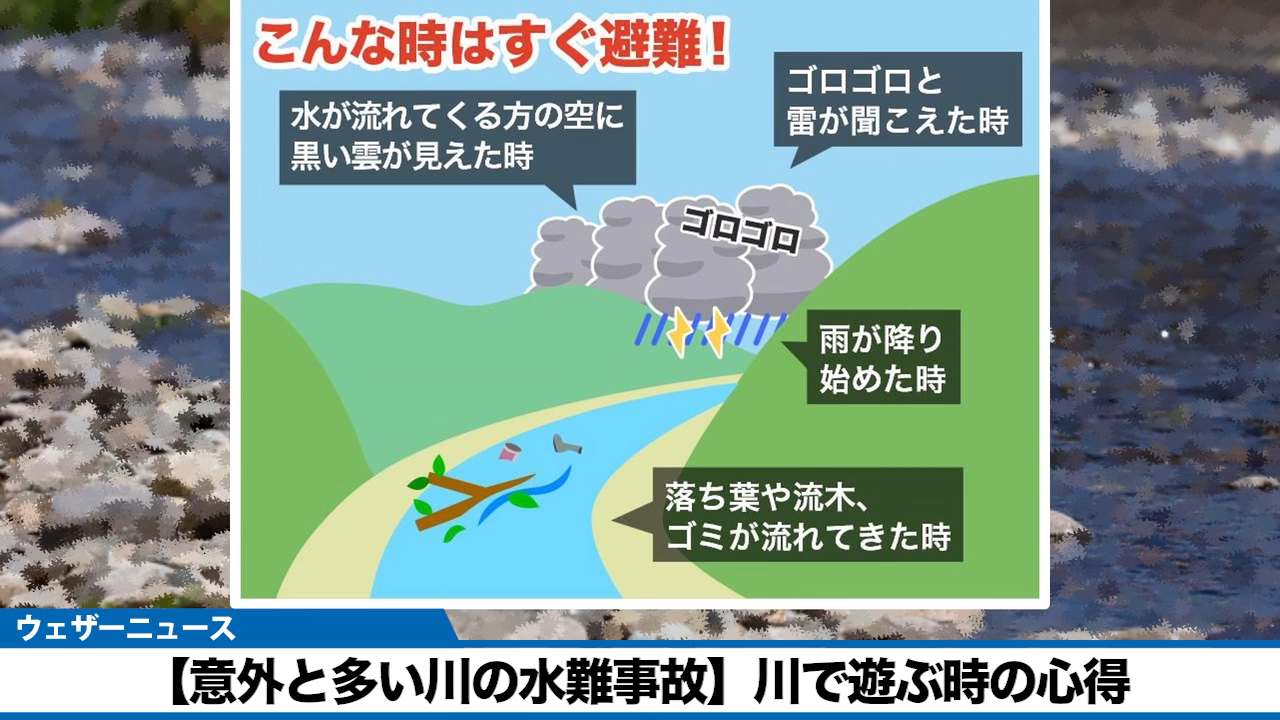 こんな時はすぐ避難！
水が流れてくる方の空に
黒い雲が見えた時
ゴロゴロと
雷が聞こえた時
ゴロゴロ
雨が降り
始めた時
落ち葉や流木、
ゴミが流れてきた時
ウェザーニュース
【意外と多い川の水難事故】川で遊ぶ時の心得